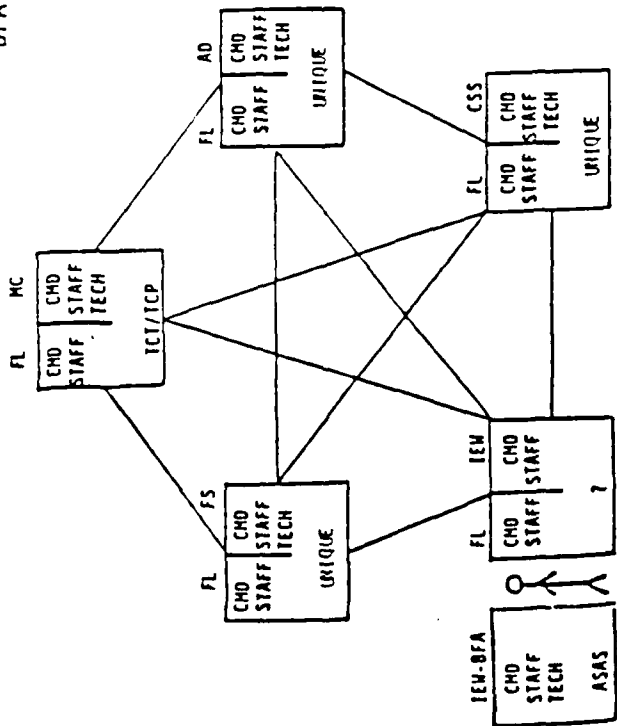 BFA
FL MC
CMD CMD
STAFF STAFF
TECH
TCT/TCP
FL AD
CMD CMD
STAFF STAFF
TECH
UNIQUE
FL FS
CMD CMD
STAFF STAFF
TECH
UNIQUE
FL CSS
CMD CMD
STAFF STAFF
TECH
UNIQUE
FL IEW
CMD CMD
STAFF STAFF
?
IEW-BFA
CMD
STAFF
TECH
ASAS